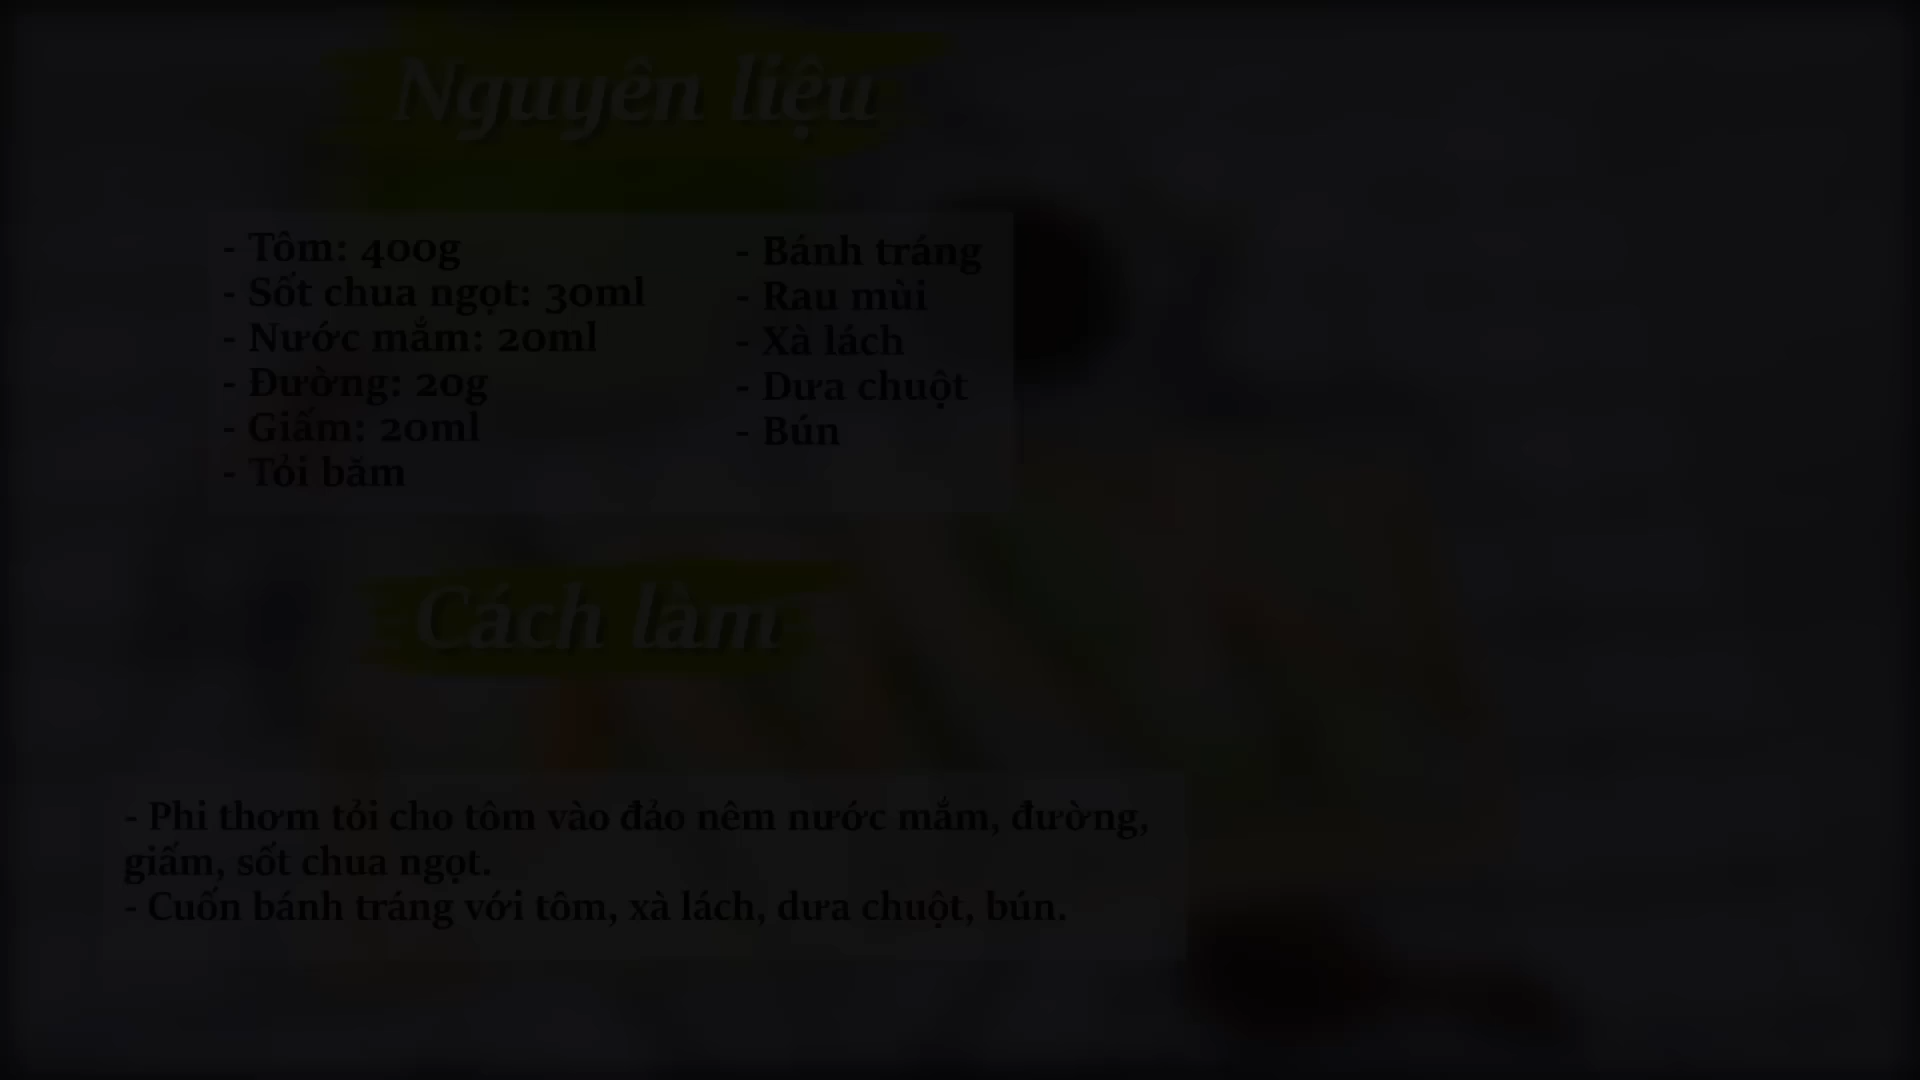 Nguyên liệu
- Tôm: 400g
- Sốt chua ngọt: 30ml
- Nước mắm: 20ml
- Đường: 20g
- Giấm: 20ml
- Tỏi băm
- Bánh tráng
- Rau mùi
- Xà lách
- Dưa chuột
- Bún
Cách làm
- Phi thơm tỏi cho tôm vào đảo nêm nước mắm, đường,
giấm, sốt chua ngọt.
- Cuốn bánh tráng với tôm, xà lách, dưa chuột, bún.